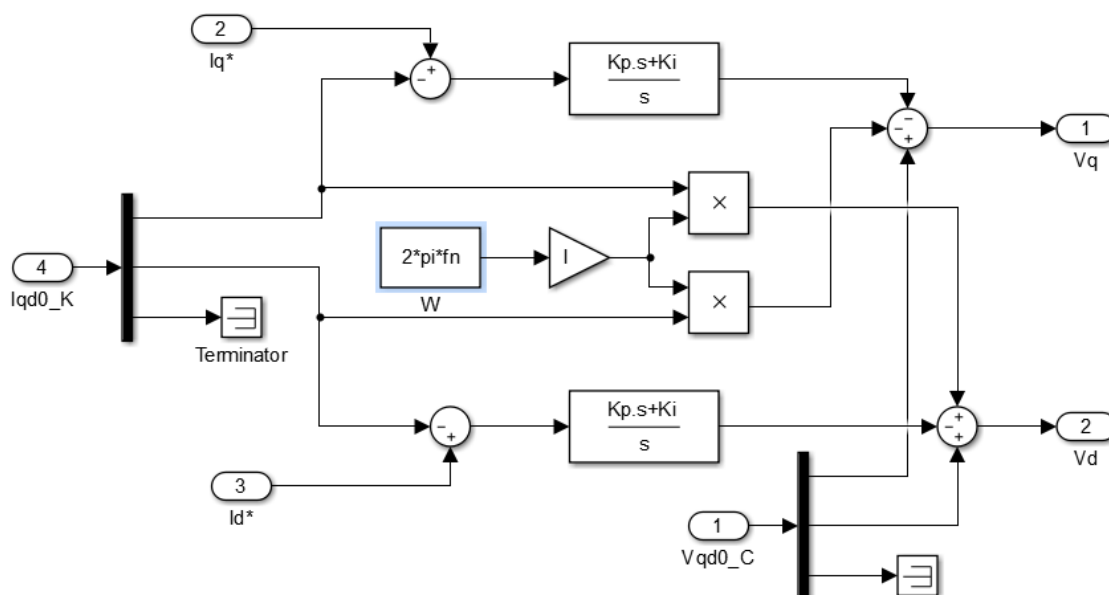 2
Iq*
Kp.s+Ki
s
- +
- - +
1
Vq
×
2*pi*fn
W
I
×
4
Iqd0_K
Terminator
Kp.s+Ki
s
- +
+ - +
2
Vd
3
Id*
1
Vqd0_C